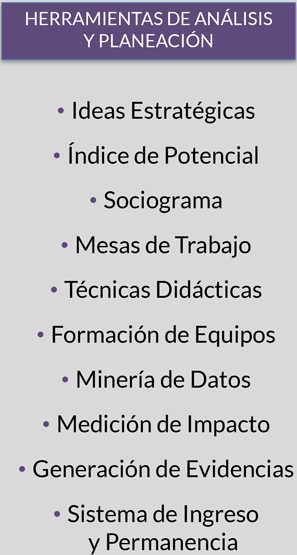 HERRAMIENTAS DE ANÁLISIS
Y PLANEACIÓN
• Ideas Estratégicas
• Índice de Potencial
• Sociograma
• Mesas de Trabajo
• Técnicas Didácticas
• Formación de Equipos
• Minería de Datos
• Medición de Impacto
• Generación de Evidencias
• Sistema de Ingreso
y Permanencia